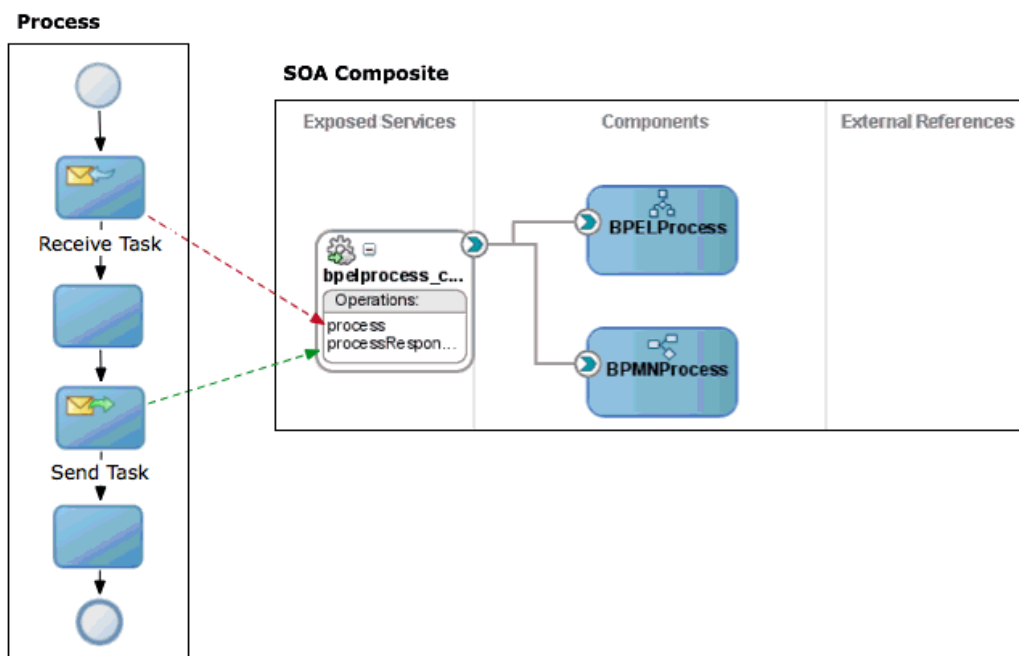 Process
SOA Composite
Exposed Services
Components
External References
Receive Task
bpelprocess_c...
Operations:
process
processRespon...
BPELProcess
BPMNProcess
Send Task